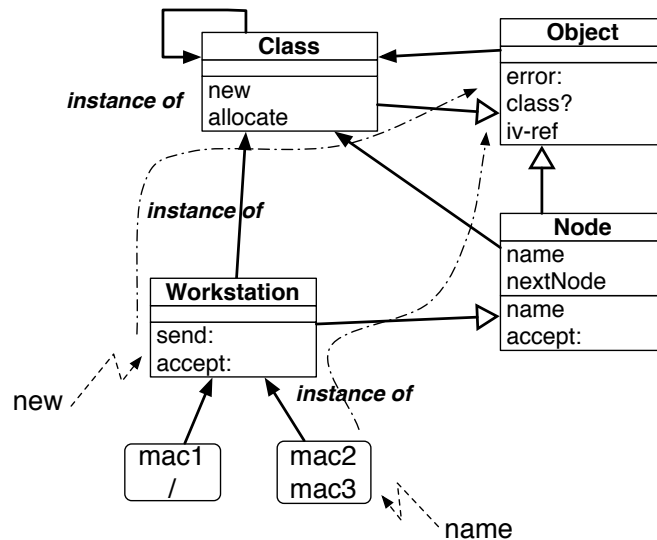 Class
Object
instance of
new
allocate
error:
class?
iv-ref
instance of
Node
name
nextNode
name
accept:
Workstation
send:
accept:
new
instance of
mac1
/
mac2
mac3
name